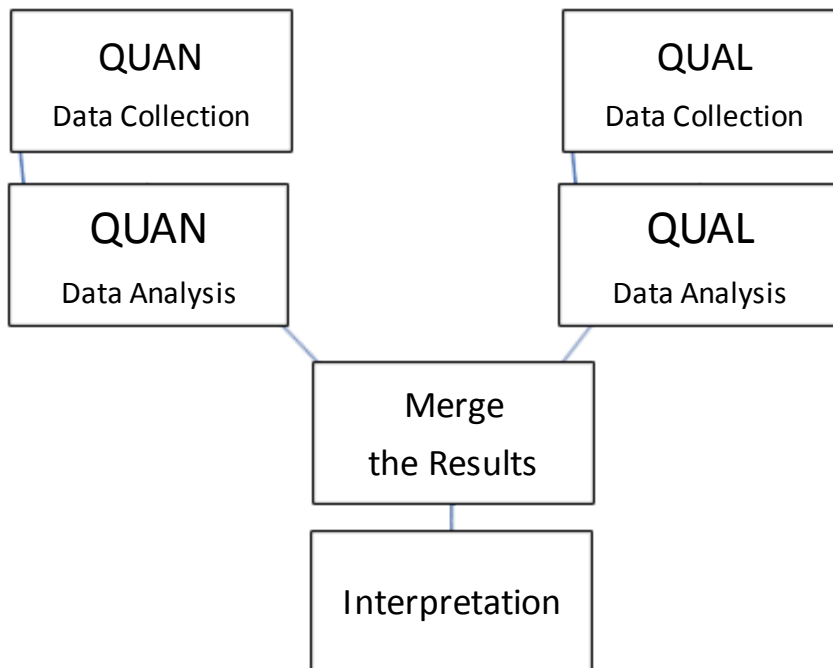 QUAN
Data Collection
QUAL
Data Collection
QUAN
Data Analysis
QUAL
Data Analysis
Merge
the Results
Interpretation